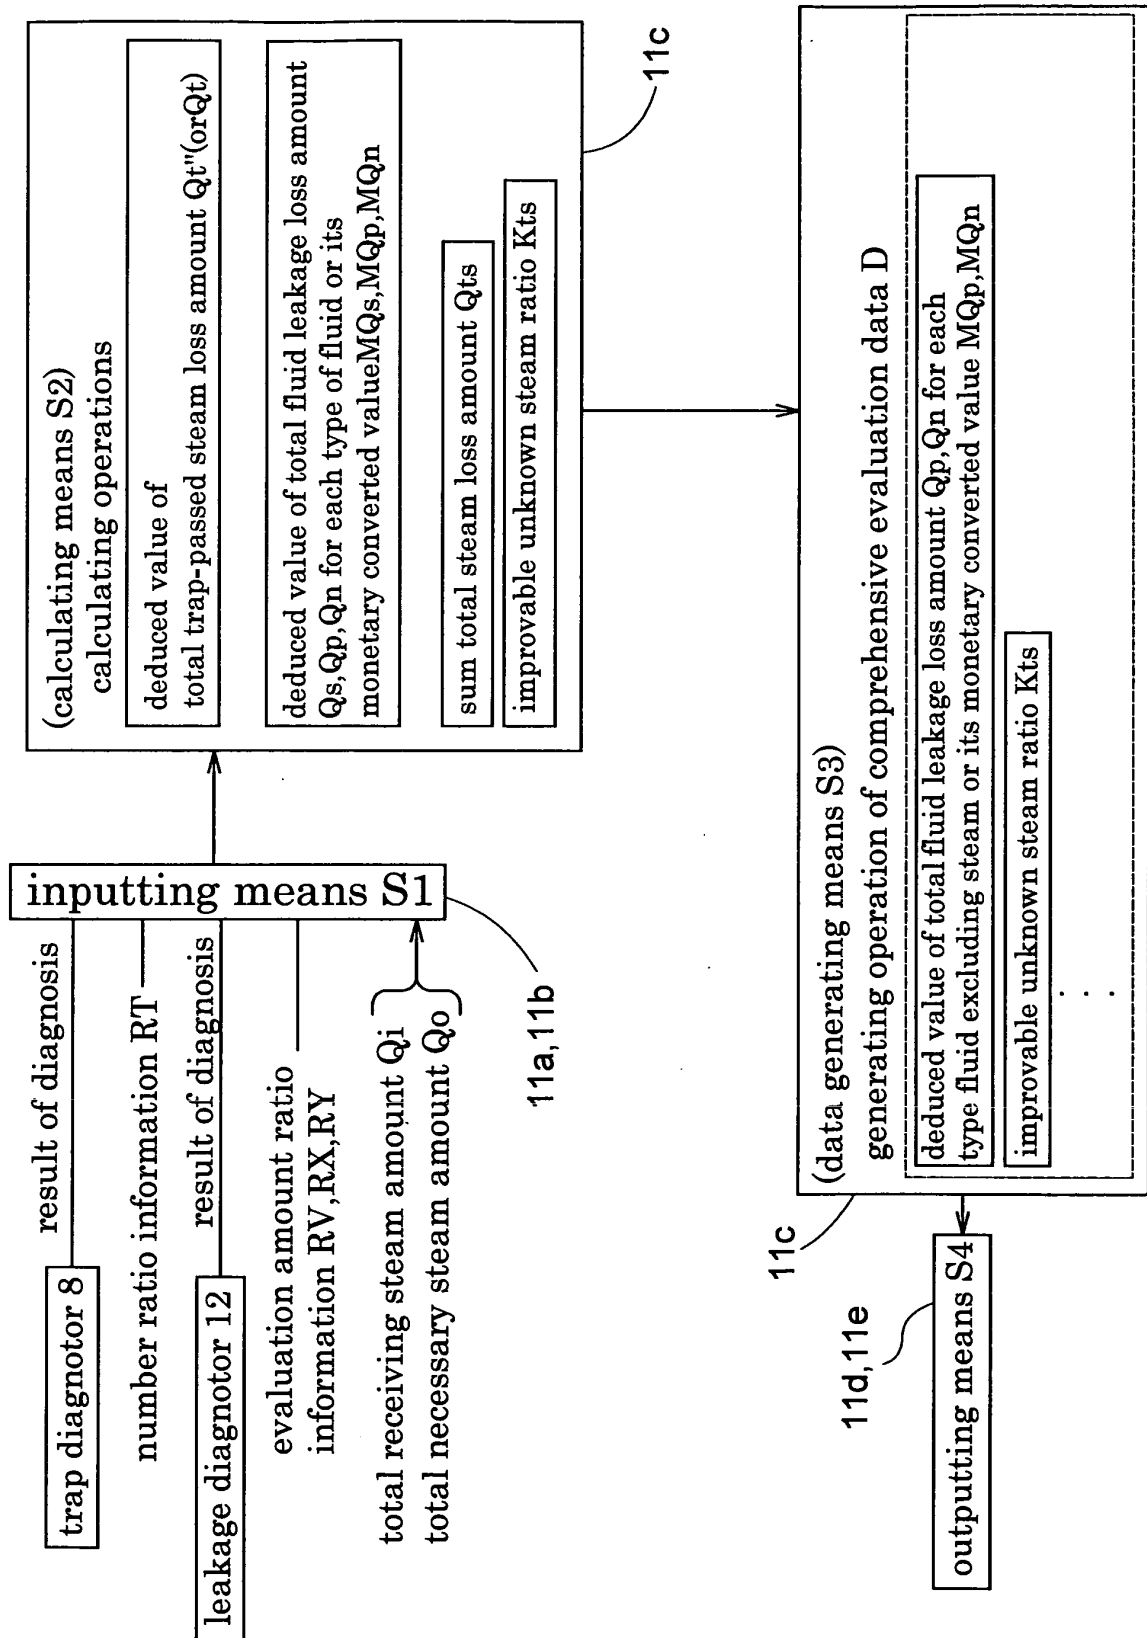 trap diagnotor 8
result of diagnosis
number ratio information RT
leakage diagnotor 12
result of diagnosis
evaluation amount ratio
information RV,RX,RY
total receiving steam amount Qi
total necessary steam amount Qo
inputting means S1
11a,11b
(calculating means S2)
calculating operations
deduced value of
total trap-passed steam loss amount Qt"(orQt)
deduced value of total fluid leakage loss amount
Qs,Qp,Qn for each type of fluid or its
monetary converted valueMQs,MQp,MQn
sum total steam loss amount Qts
improvable unknown steam ratio Kts
11c
(data generating means S3)
generating operation of comprehensive evaluation data D
deduced value of total fluid leakage loss amount Qp,Qn for each
type fluid excluding steam or its monetary converted value MQp,MQn
improvable unknown steam ratio Kts
. . .
11c
outputting means S4
11d,11e